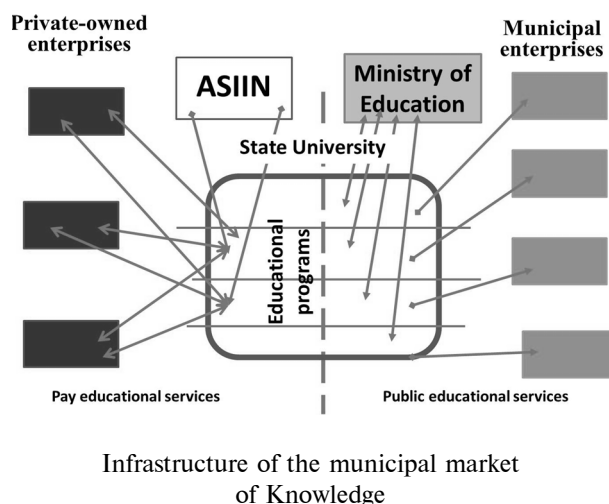 Private-owned
enterprises
Municipal
enterprises
ASIIN
Ministry of
Education
State University
Educational
programs
Pay educational services
Public educational services
Infrastructure of the municipal market
of Knowledge